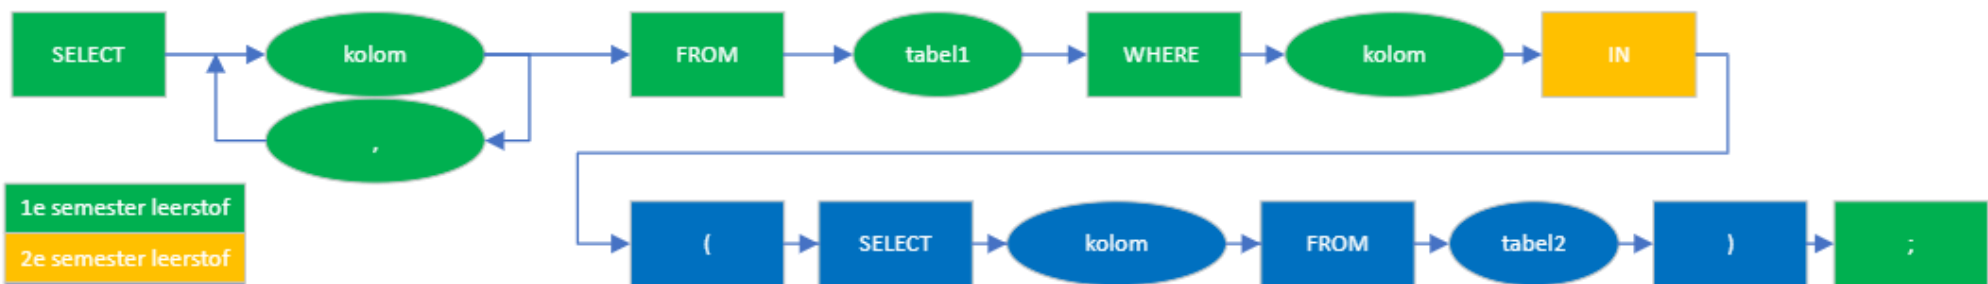 SELECT kolom FROM tabel1 WHERE kolom IN
,
1e semester leerstof
2e semester leerstof
( SELECT kolom FROM tabel2 ) ;